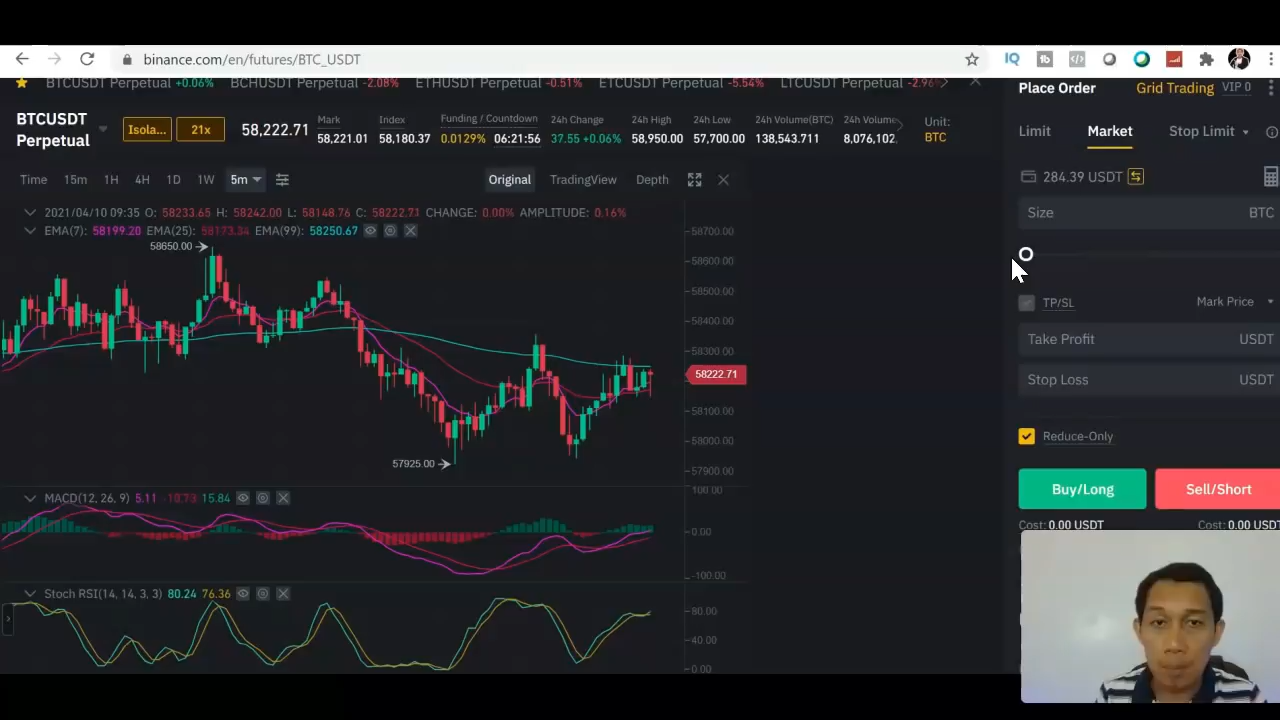 binance.com/en/futures/BTC_USDT
BTCUSDT Perpetual +0.06% BCHUSDT Perpetual -2.08% ETHUSDT Perpetual -0.51% ETCUSDT Perpetual -5.54% LTCUSDT Perpetual -2.96%
Place Order Grid Trading VIP 0
BTCUSDT Perpetual
Isola... 21x 58,222.71
Mark 58,221.01
Index 58,180.37
Funding / Countdown 0.0129% 06:21:56
24h Change 37.55 +0.06%
24h High 58,950.00
24h Low 57,700.00
24h Volume(BTC) 138,543.711
24h Volume 8,076,102.
Unit: BTC
Limit Market Stop Limit
Time 15m 1H 4H 1D 1W 5m Original TradingView Depth
284.39 USDT
Size BTC
2021/04/10 09:35 O: 58233.65 H: 58242.00 L: 58148.76 C: 58222.71 CHANGE: 0.00% AMPLITUDE: 0.16%
EMA(7): 58199.20 EMA(25): 58173.34 EMA(99): 58250.67
58650.00
58700.00
58600.00
58500.00
58400.00
58300.00
58222.71
58100.00
58000.00
57900.00
57925.00
TP/SL Mark Price
Take Profit USDT
Stop Loss USDT
Reduce-Only
Buy/Long Sell/Short
Cost: 0.00 USDT Cost: 0.00 USDT
MACD(12, 26, 9) 5.11 -10.73 15.84
100.00
0.00
-100.00
Stoch RSI(14, 14, 3, 3) 80.24 76.36
80.00
40.00
0.00